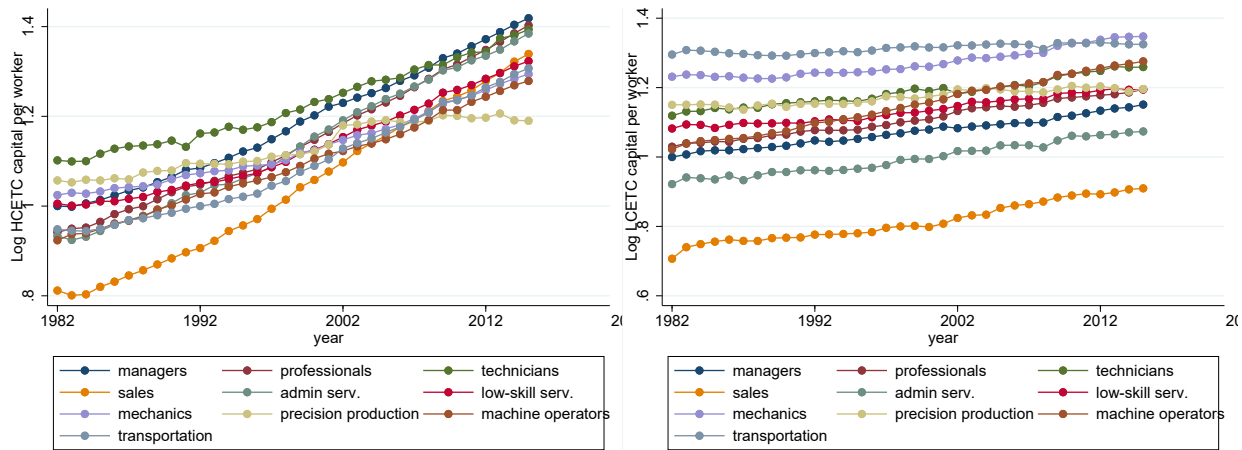 Log HCETC capital per worker
1.4
1.2
1
.8
1982 1992 2002 2012 20
year
managers professionals technicians
sales admin serv. low-skill serv.
mechanics precision production machine operators
transportation
Log LCETC capital per worker
1.4
1.2
1
.8
.6
1982 1992 2002 2012 20
year
managers professionals technicians
sales admin serv. low-skill serv.
mechanics precision production machine operators
transportation